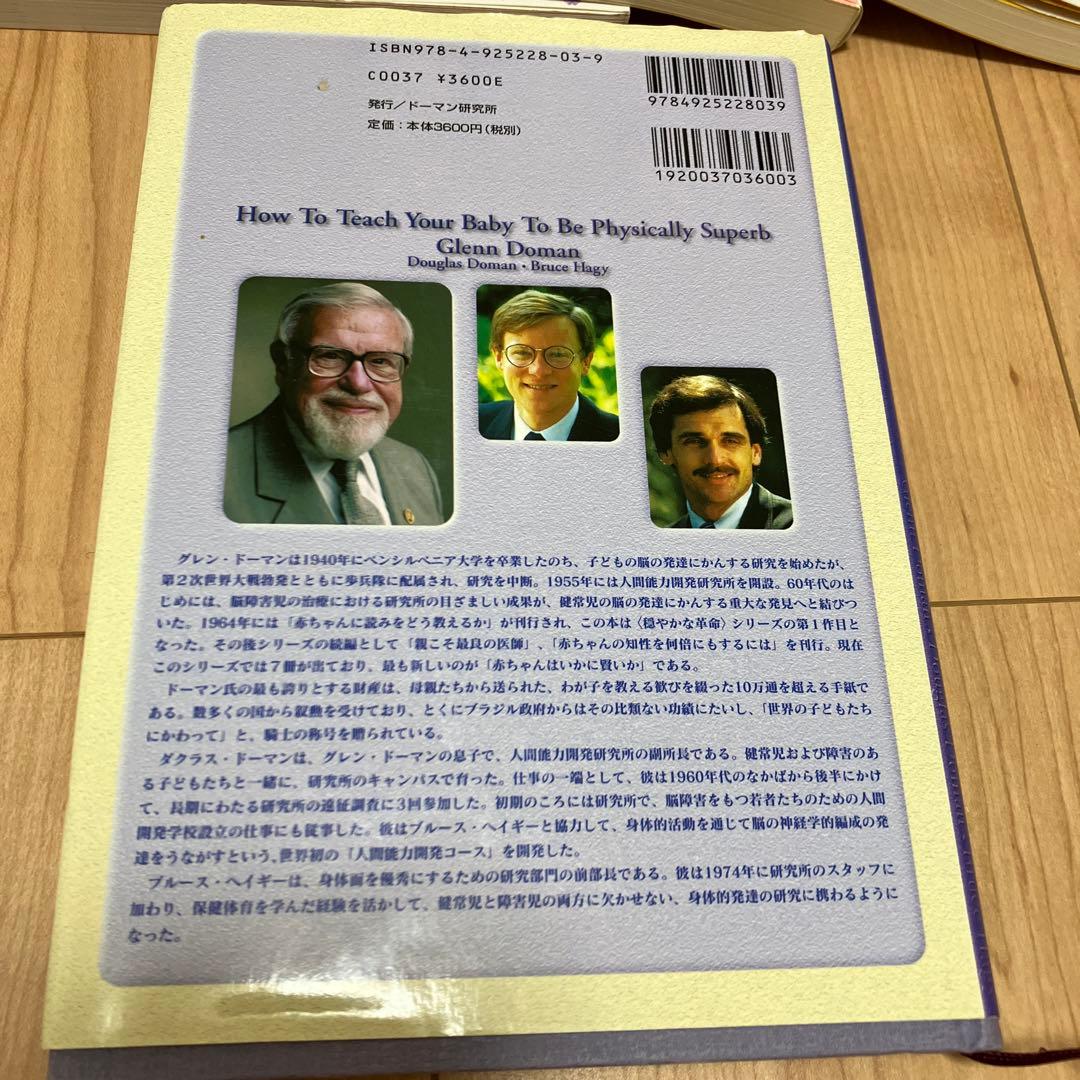 ISBN978-4-925228-03-9
C0037 ¥3600E
発行／ドーマン研究所
定価：本体3600円(税別)
9784925228039
1920037036003
How To Teach Your Baby To Be Physically Superb
Glenn Doman
Douglas Doman・Bruce Hagy
グレン・ドーマンは1940年にペンシルベニア大学を卒業したのち、子どもの脳の発達にかんする研究を始めたが、
第２次世界大戦勃発とともに歩兵隊に配属され、研究を中断。1955年には人間能力開発研究所を開設。60年代のは
じめには、脳障害児の治療における研究所の目ざましい成果が、健常児の脳の発達にかんする重大な発見へと結びつ
いた。1964年には「赤ちゃんに読みをどう教えるか」が刊行され、この本は〈穏やかな革命〉シリーズの第１作目と
なった。その後シリーズの続編として「親こそ最良の医師」、「赤ちゃんの知性を何倍にもするには」を刊行。現在
このシリーズでは７冊が出ており、最も新しいのが「赤ちゃんはいかに賢いか」である。
ドーマン氏の最も誇りとする財産は、母親たちから送られた、わが子を教える歓びを綴った10万通を超える手紙で
ある。数多くの国から叙勲を受けており、とくにブラジル政府からはその比類ない功績にたいし、「世界の子どもたち
にかわって」と、騎士の称号を贈られている。
ダクラス・ドーマンは、グレン・ドーマンの息子で、人間能力開発研究所の副所長である。健常児および障害のあ
る子どもたちと一緒に、研究所のキャンパスで育った。仕事の一端として、彼は1960年代のなかばから後半にかけ
て、長期にわたる研究所の遠征調査に３回参加した。初期のころには研究所で、脳障害をもつ若者たちのための人間
開発学校設立の仕事にも従事した。彼はブルース・ヘイギーと協力して、身体的活動を通じて脳の神経学的編成の発
達をうながすという、世界初の「人間能力開発コース」を開発した。
ブルース・ヘイギーは、身体面を優秀にするための研究部門の前部長である。彼は1974年に研究所のスタッフに
加わり、保健体育を学んだ経験を活かして、健常児と障害児の両方に欠かせない、身体的発達の研究に携わるように
なった。